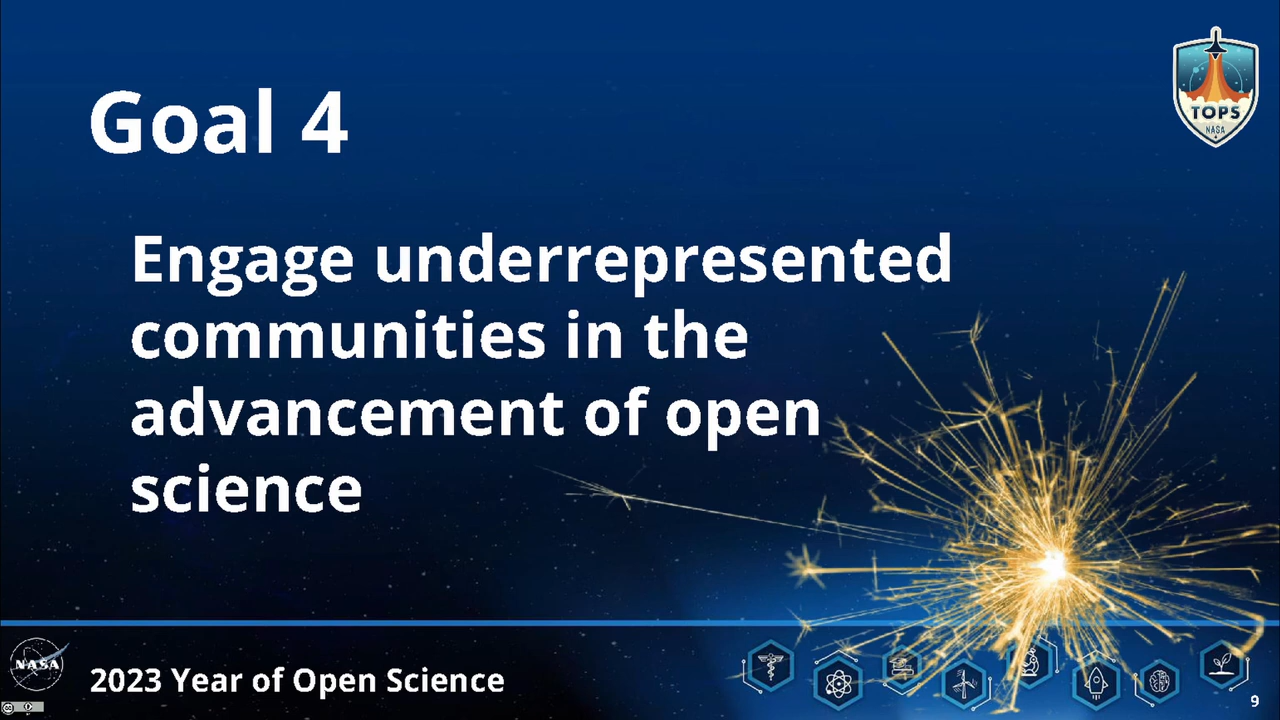 Goal 4
TOPS
NASA
Engage underrepresented
communities in the
advancement of open
science
NASA
2023 Year of Open Science
9